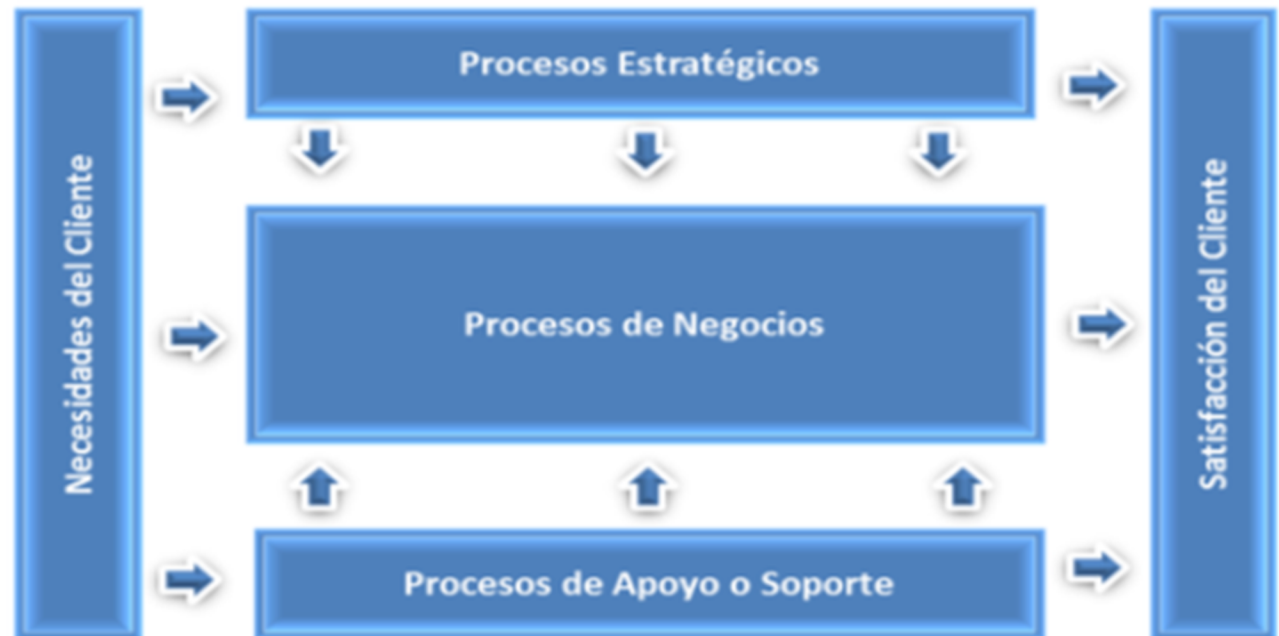 Necesidades del Cliente
Procesos Estratégicos
Procesos de Negocios
Procesos de Apoyo o Soporte
Satisfacción del Cliente